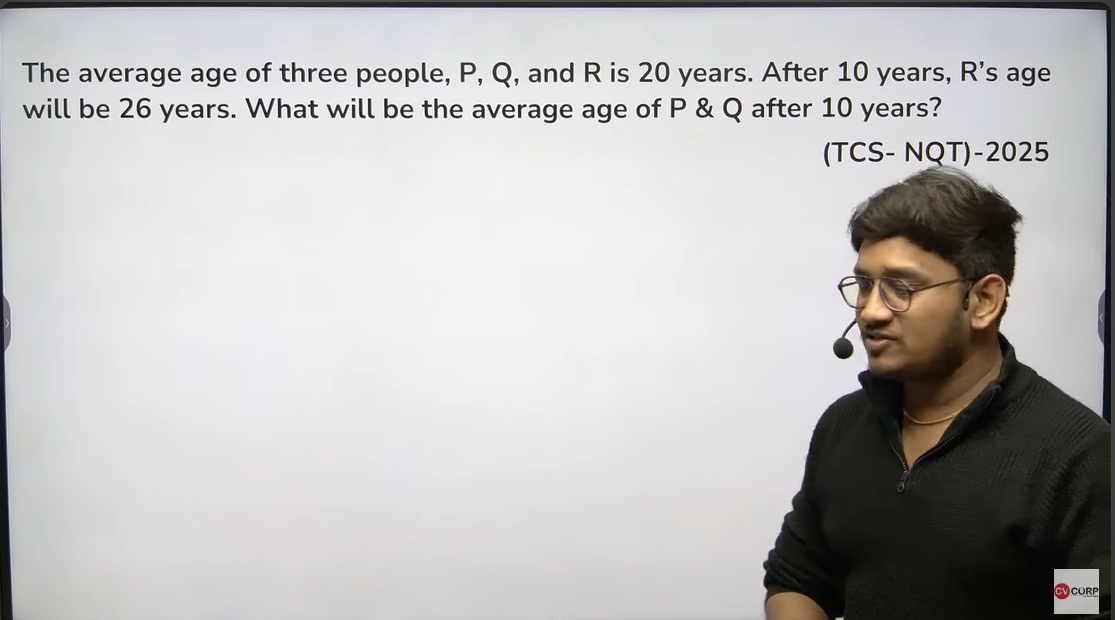 The average age of three people, P, Q, and R is 20 years. After 10 years, R's age
will be 26 years. What will be the average age of P & Q after 10 years?
(TCS- NQT)-2025
CV CORP